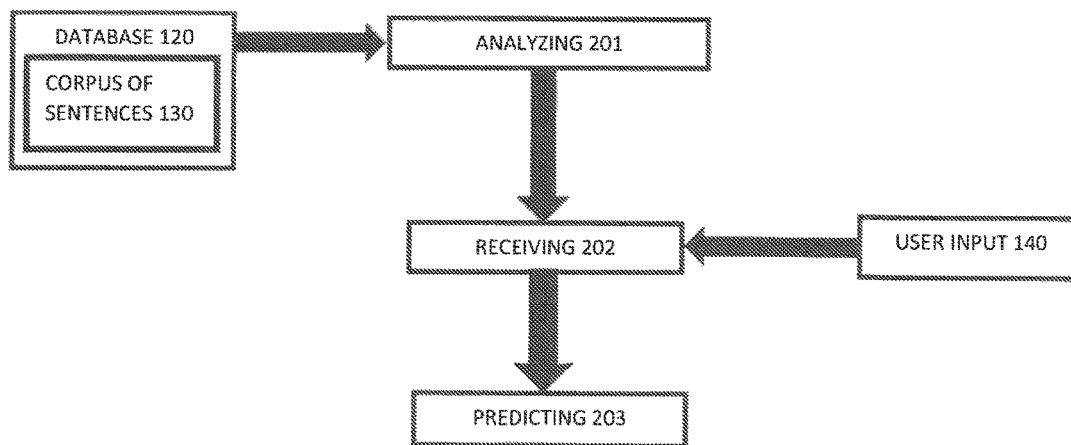 DATABASE 120
CORPUS OF
SENTENCES 130
ANALYZING 201
RECEIVING 202
USER INPUT 140
PREDICTING 203